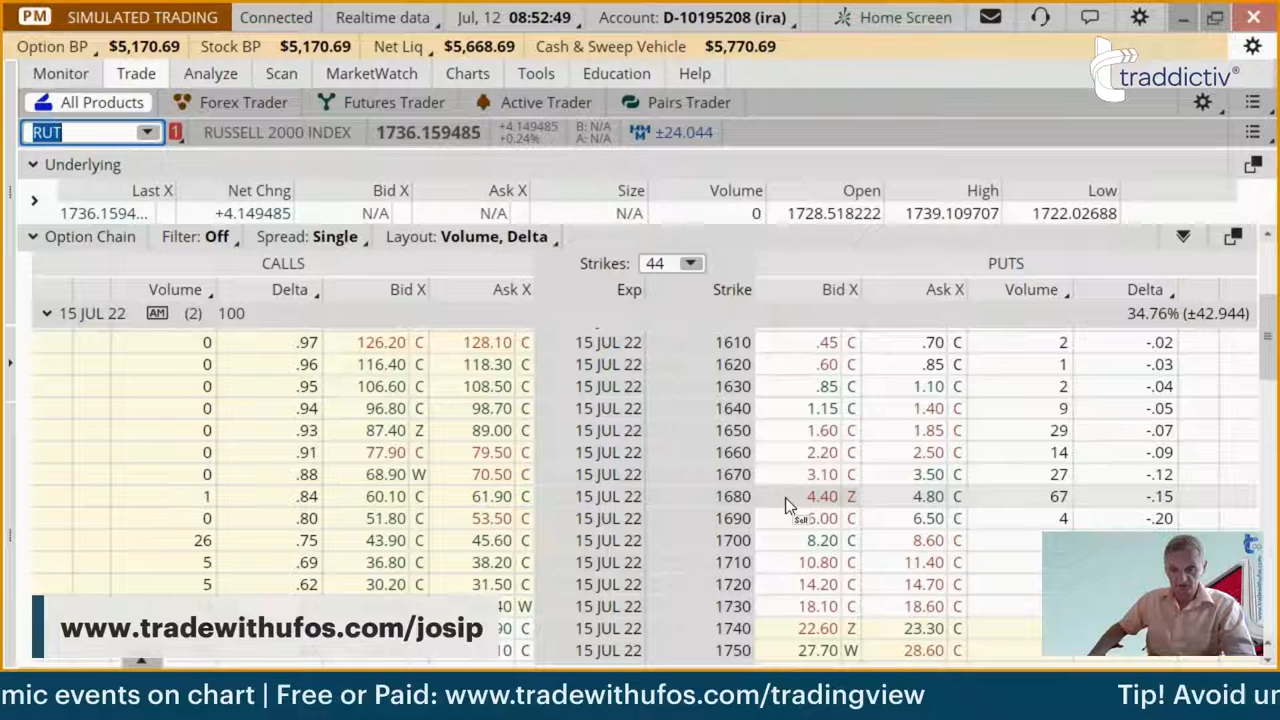 PM SIMULATED TRADING Connected Realtime data Jul, 12 08:52:49 Account: D-10195208 (ira) Home Screen
Option BP $5,170.69 Stock BP $5,170.69 Net Liq $5,668.69 Cash & Sweep Vehicle $5,770.69
Monitor Trade Analyze Scan MarketWatch Charts Tools Education Help
traddictiv®
All Products Forex Trader Futures Trader Active Trader Pairs Trader
RUT 1 RUSSELL 2000 INDEX 1736.159485 +4.149485 +0.24% B: N/A A: N/A MM ±24.044
Underlying
Last X Net Chng Bid X Ask X Size Volume Open High Low
1736.1594... +4.149485 N/A N/A N/A 0 1728.518222 1739.109707 1722.02688
Option Chain Filter: Off Spread: Single Layout: Volume, Delta
CALLS Strikes: 44 PUTS
Volume Delta Bid X Ask X Exp Strike Bid X Ask X Volume Delta
15 JUL 22 AM (2) 100 34.76% (±42.944)
0 .97 126.20 C 128.10 C 15 JUL 22 1610 .45 C .70 C 2 -.02
0 .96 116.40 C 118.30 C 15 JUL 22 1620 .60 C .85 C 1 -.03
0 .95 106.60 C 108.50 C 15 JUL 22 1630 .85 C 1.10 C 2 -.04
0 .94 96.80 C 98.70 C 15 JUL 22 1640 1.15 C 1.40 C 9 -.05
0 .93 87.40 Z 89.00 C 15 JUL 22 1650 1.60 C 1.85 C 29 -.07
0 .91 77.90 C 79.50 C 15 JUL 22 1660 2.20 C 2.50 C 14 -.09
0 .88 68.90 W 70.50 C 15 JUL 22 1670 3.10 C 3.50 C 27 -.12
1 .84 60.10 C 61.90 C 15 JUL 22 1680 4.40 Z 4.80 C 67 -.15
0 .80 51.80 C 53.50 C 15 JUL 22 1690 Sell 6.00 C 6.50 C 4 -.20
26 .75 43.90 C 45.60 C 15 JUL 22 1700 8.20 C 8.60 C
5 .69 36.80 C 38.20 C 15 JUL 22 1710 10.80 C 11.40 C
5 .62 30.20 C 31.50 C 15 JUL 22 1720 14.20 C 14.70 C
40 W 15 JUL 22 1730 18.10 C 18.60 C
90 C 15 JUL 22 1740 22.60 Z 23.30 C
10 C 15 JUL 22 1750 27.70 W 28.60 C
www.tradewithufos.com/josip
mic events on chart | Free or Paid: www.tradewithufos.com/tradingview Tip! Avoid un